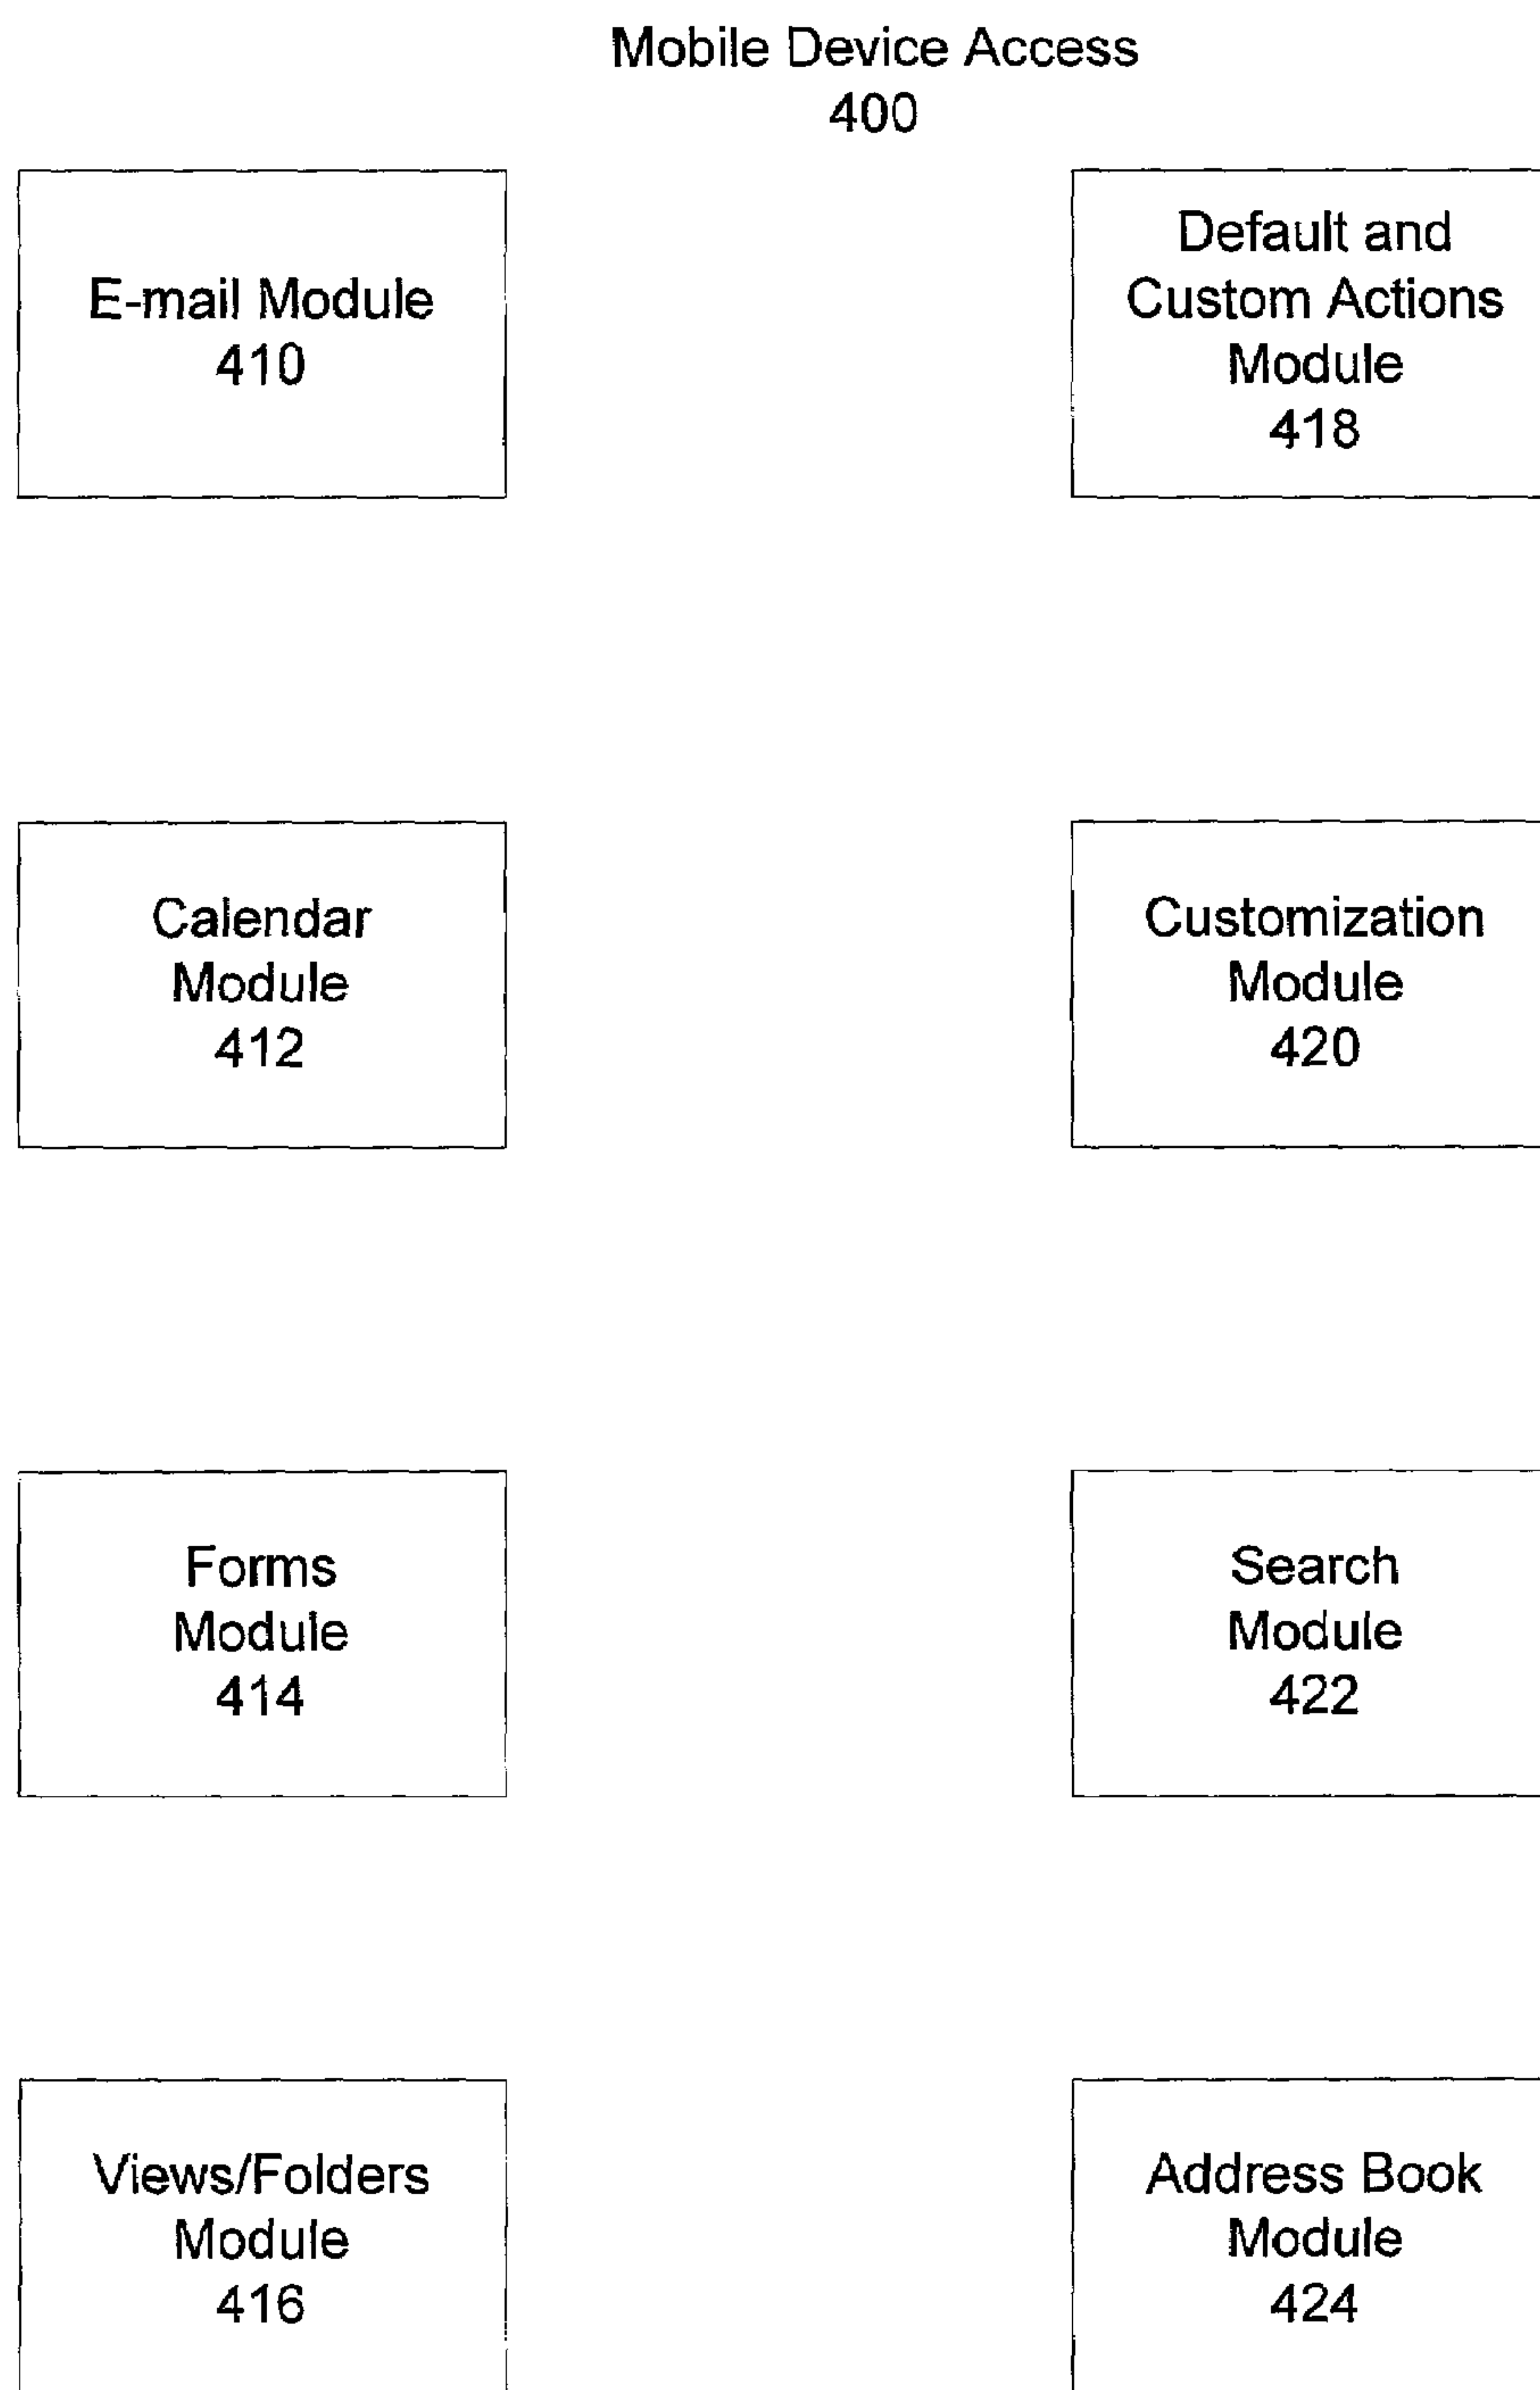 Mobile Device Access
400
E-mail Module
410
Default and
Custom Actions
Module
418
Calendar
Module
412
Customization
Module
420
Forms
Module
414
Search
Module
422
Views/Folders
Module
416
Address Book
Module
424